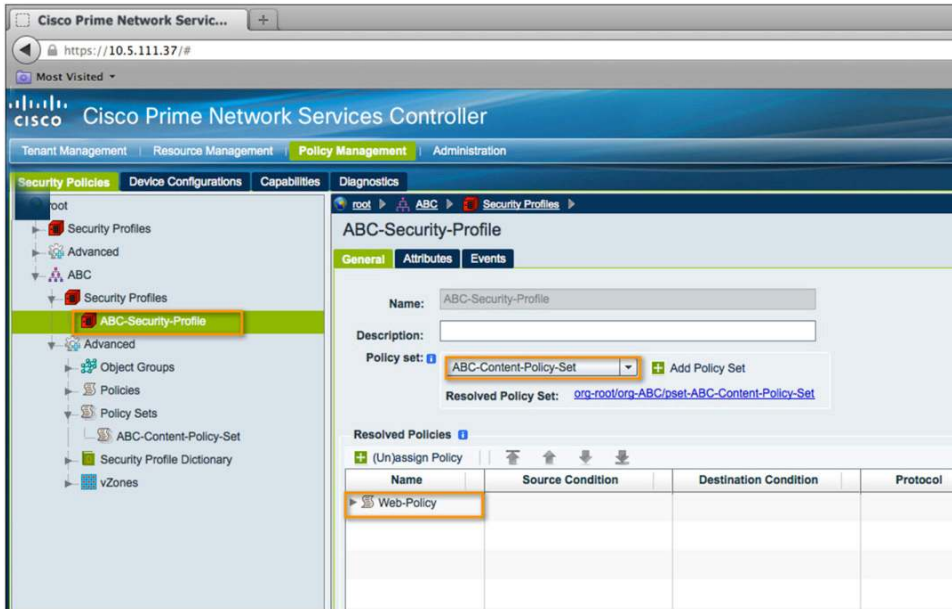 Cisco Prime Network Servic...
https://10.5.111.37/#
Most Visited
CISCO Cisco Prime Network Services Controller
Tenant Management | Resource Management | Policy Management | Administration
Security Policies Device Configurations Capabilities Diagnostics
root
Security Profiles
Advanced
ABC
Security Profiles
ABC-Security-Profile
Advanced
Object Groups
Policies
Policy Sets
ABC-Content-Policy-Set
Security Profile Dictionary
vZones
root ABC Security Profiles
ABC-Security-Profile
General Attributes Events
Name: ABC-Security-Profile
Description:
Policy set: ABC-Content-Policy-Set Add Policy Set
Resolved Policy Set: org-root/org-ABC/pset-ABC-Content-Policy-Set
Resolved Policies
(Un)assign Policy
Name Source Condition Destination Condition Protocol
Web-Policy